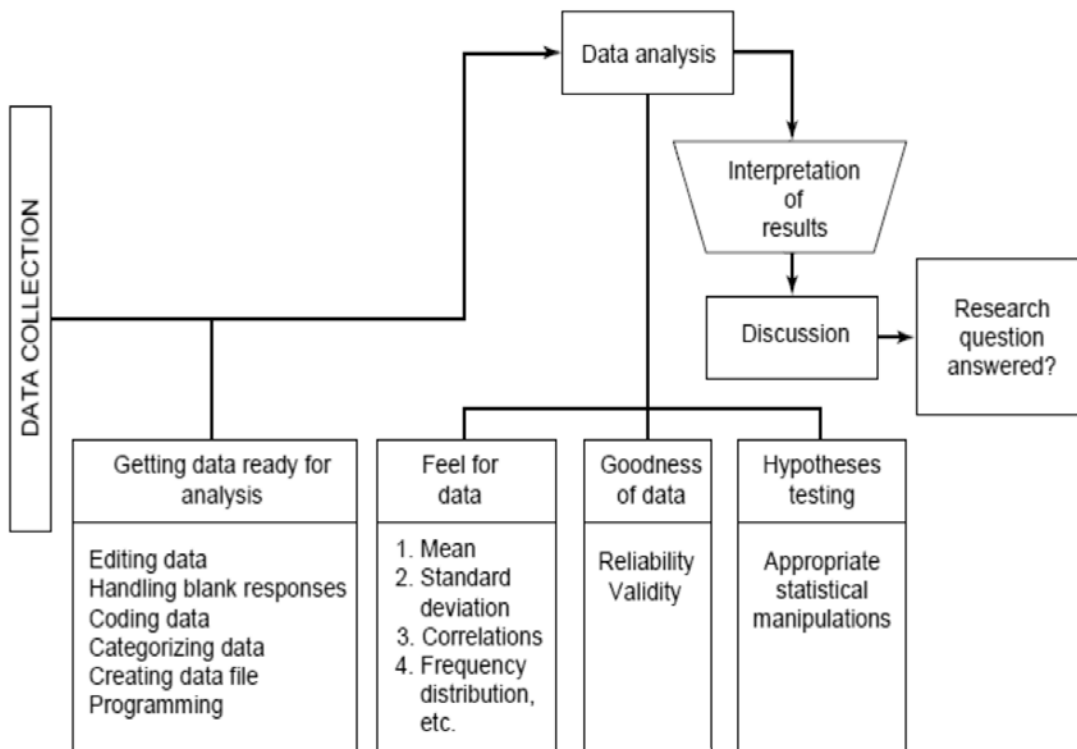 DATA COLLECTION
Data analysis
Interpretation
of
results
Discussion
Research
question
answered?
Getting data ready for
analysis
Editing data
Handling blank responses
Coding data
Categorizing data
Creating data file
Programming
Feel for
data
1. Mean
2. Standard
deviation
3. Correlations
4. Frequency
distribution,
etc.
Goodness
of data
Reliability
Validity
Hypotheses
testing
Appropriate
statistical
manipulations